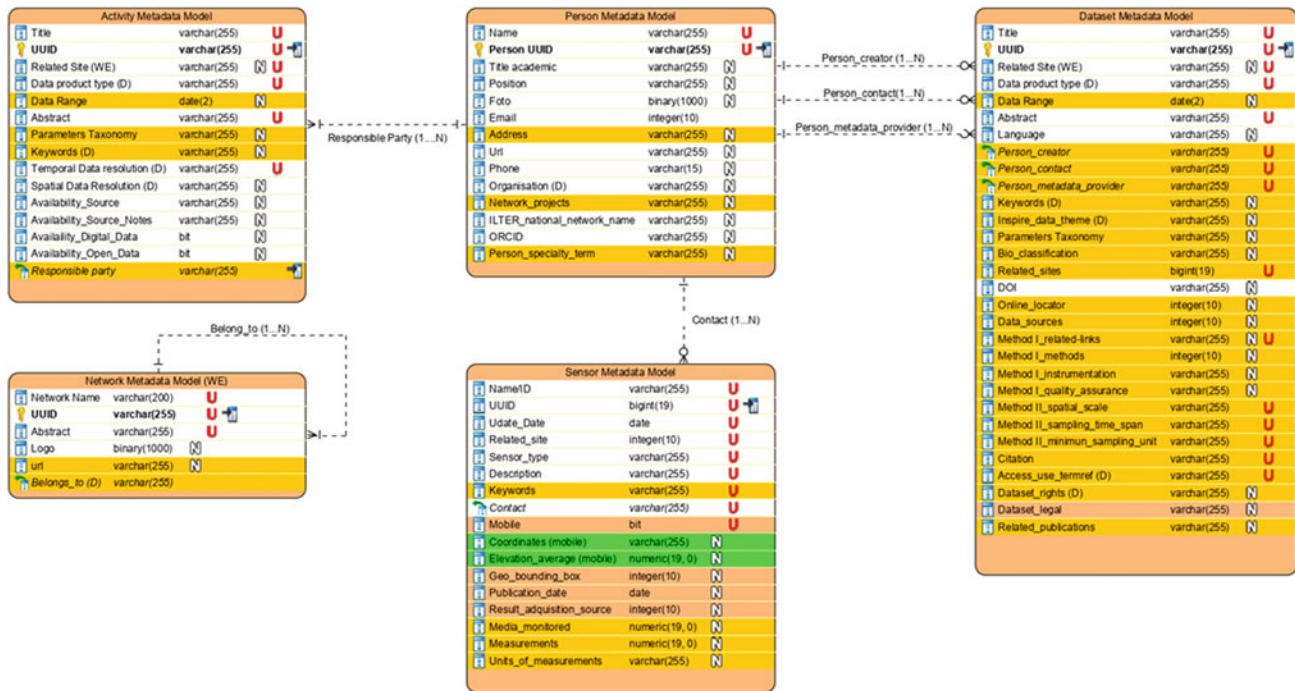 Activity Metadata Model
Title varchar(255) U
UUID varchar(255) U
Related Site (WE) varchar(255) N U
Data product type (D) varchar(255) U
Data Range date(2) N
Abstract varchar(255) U
Parameters Taxonomy varchar(255) N
Keywords (D) varchar(255) N
Temporal Data resolution (D) varchar(255) U
Spatial Data Resolution (D) varchar(255) N
Availability_Source varchar(255) N
Availability_Source_Notes varchar(255) N
Availaility_Digital_Data bit N
Availability_Open_Data bit N
Responsible party varchar(255)
Responsible Party (1....N)
Person Metadata Model
Name varchar(255) U
Person UUID varchar(255) U
Title academic varchar(255) N
Position varchar(255) N
Foto binary(1000) N
Email integer(10)
Address varchar(255) N
Url varchar(255) N
Phone varchar(15) N
Organisation (D) varchar(255) N
Network_projects varchar(255) N
ILTER_national_network_name varchar(255) N
ORCID varchar(255) N
Person_specialty_term varchar(255) N
Person_creator (1...N)
Person_contact(1...N)
Person_metadata_provider (1...N)
Dataset Metadata Model
Title varchar(255) U
UUID varchar(255) U
Related Site (WE) varchar(255) N U
Data product type (D) varchar(255) U
Data Range date(2) N
Abstract varchar(255) U
Language varchar(255) N
Person_creator varchar(255) U
Person_contact varchar(255) U
Person_metadata_provider varchar(255) U
Keywords (D) varchar(255) N
Inspire_data_theme (D) varchar(255) N
Parameters Taxonomy varchar(255) N
Bio_classification varchar(255) N
Related_sites bigint(19) U
DOI varchar(255) N
Online_locator integer(10) N
Data_sources integer(10) N
Method I_related-links varchar(255) N U
Method I_methods integer(10) N
Method I_instrumentation varchar(255) N
Method I_quality_assurance varchar(255) N
Method II_spatial_scale varchar(255) U
Method II_sampling_time_span varchar(255) U
Method II_minimun_sampling_unit varchar(255) U
Citation varchar(255) U
Access_use_termref (D) varchar(255) U
Dataset_rights (D) varchar(255) N
Dataset_legal varchar(255) N
Related_publications varchar(255) N
Belong_to (1...N)
Network Metadata Model (WE)
Network Name varchar(200) U
UUID varchar(255) U
Abstract varchar(255) U
Logo binary(1000) N
url varchar(255) N
Belongs_to (D) varchar(255)
Contact (1...N)
Sensor Metadata Model
Name/ID varchar(255) U
UUID bigint(19) U
Udate_Date date U
Related_site integer(10) U
Sensor_type varchar(255) U
Description varchar(255) U
Keywords varchar(255) U
Contact varchar(255) U
Mobile bit U
Coordinates (mobile) varchar(255) N
Elevation_average (mobile) numeric(19, 0) N
Geo_bounding_box integer(10) N
Publication_date date N
Result_adquisition_source integer(10) N
Media_monitored numeric(19, 0) N
Measurements numeric(19, 0) N
Units_of_measurements varchar(255) N